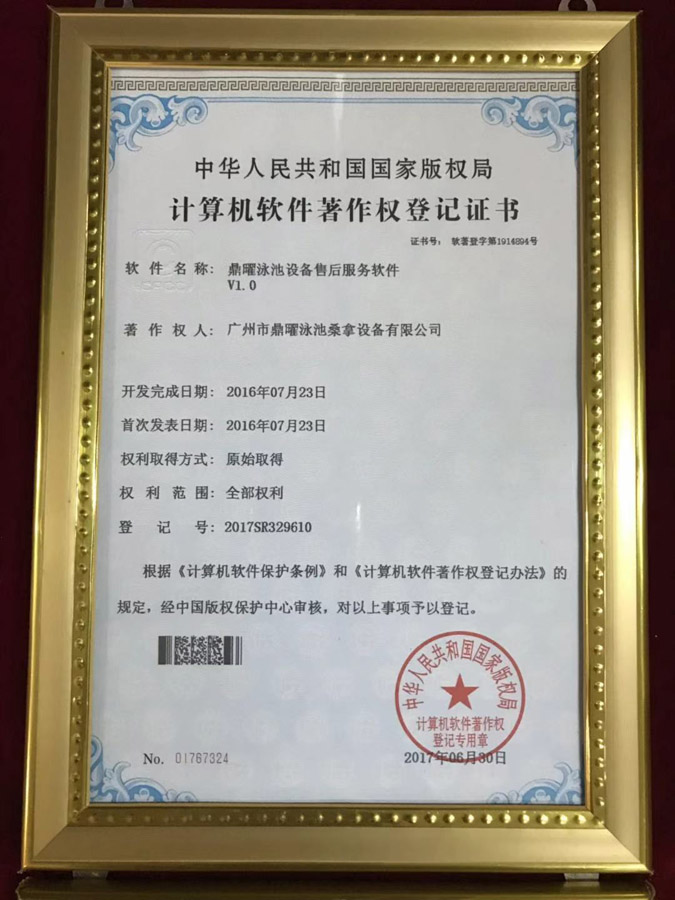 中华人民共和国国家版权局
计算机软件著作权登记证书
证书号： 软著登字第1914894号
软件名称： 鼎曜泳池设备售后服务软件
V1.0
著作权人： 广州市鼎曜泳池桑拿设备有限公司
开发完成日期： 2016年07月23日
首次发表日期： 2016年07月23日
权利取得方式： 原始取得
权利范围： 全部权利
登记号： 2017SR329610
根据《计算机软件保护条例》和《计算机软件著作权登记办法》的
规定，经中国版权保护中心审核，对以上事项予以登记。
中华人民共和国国家版权局
计算机软件著作权
登记专用章
No. 01767324
2017年06月30日